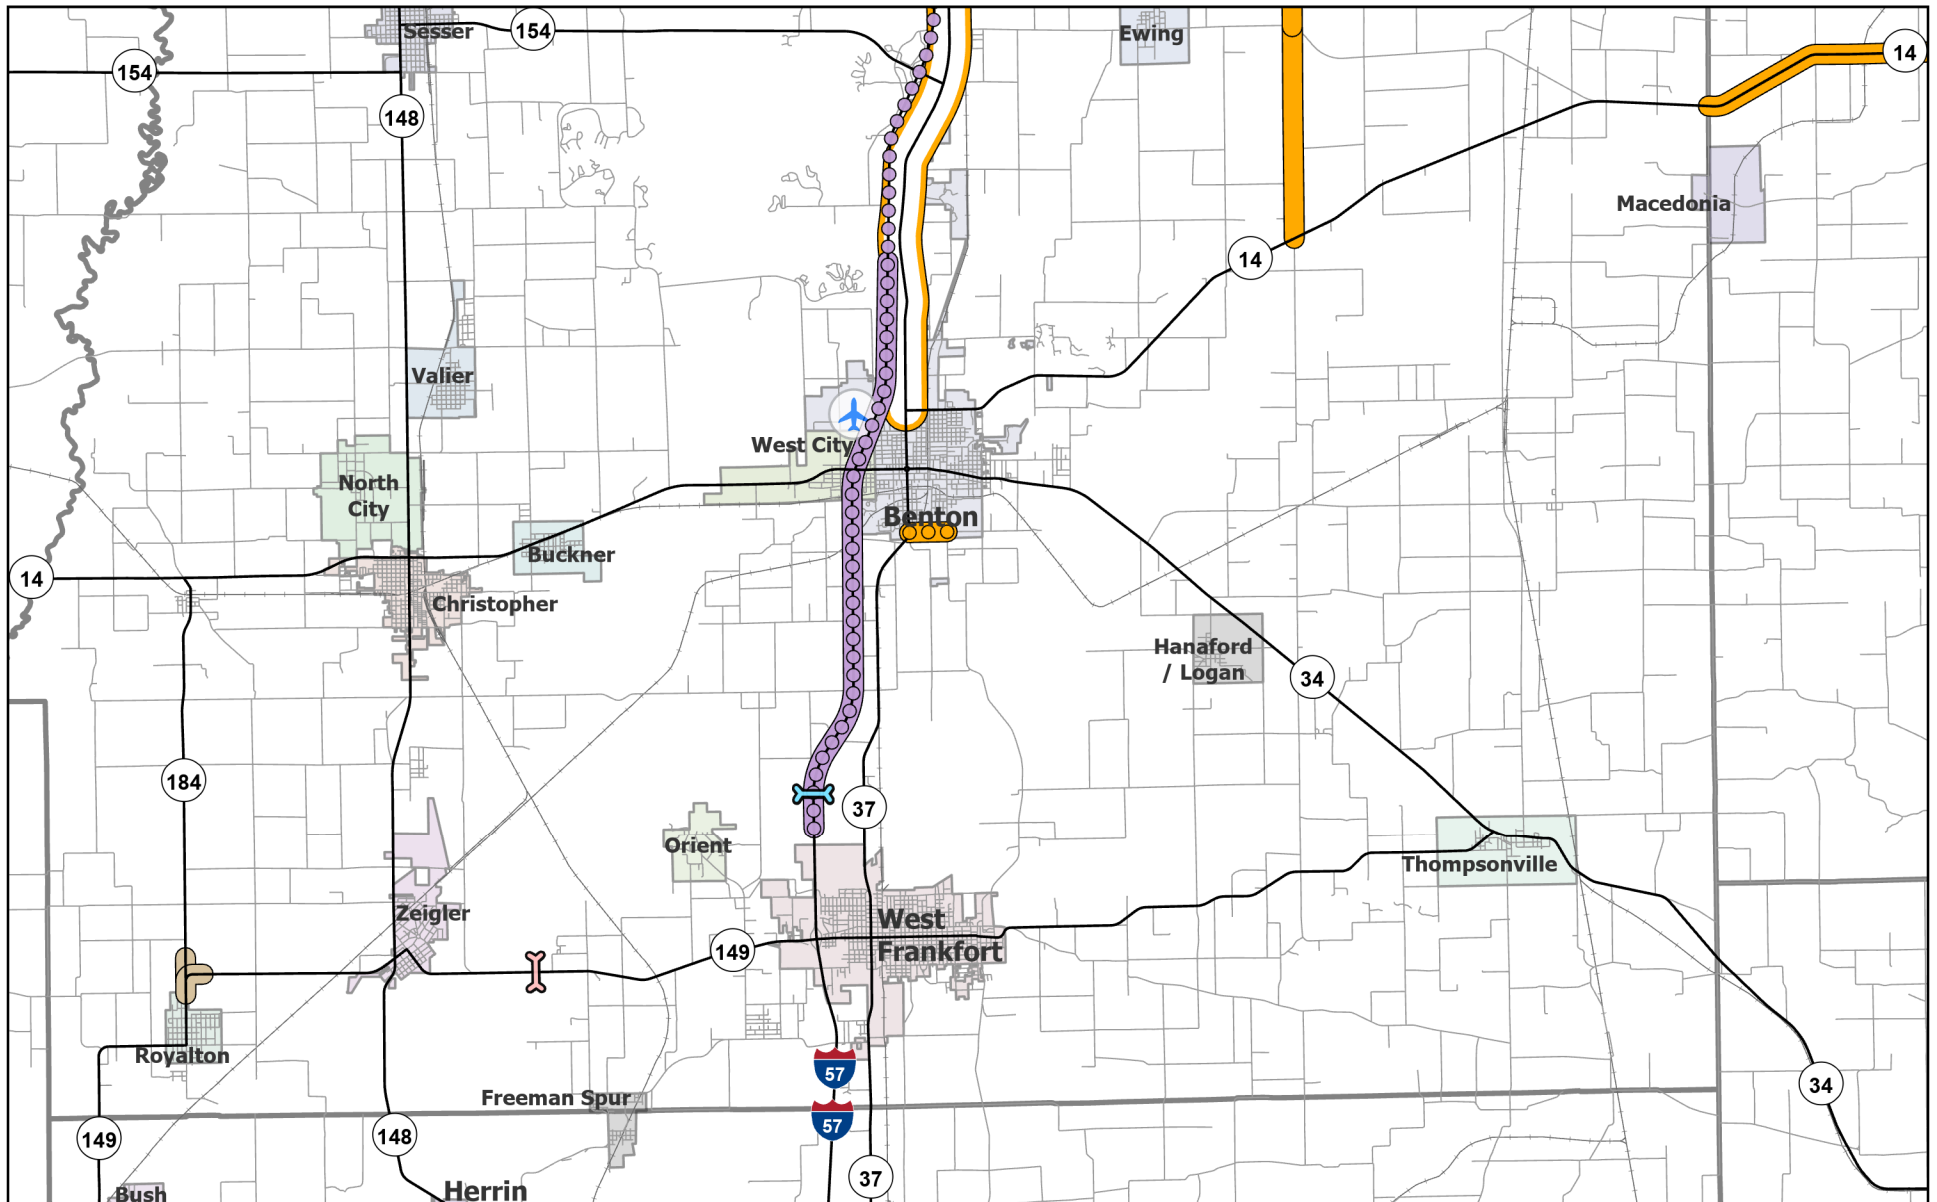 Sesser
154
Ewing
14
154
148
Macedonia
14
Valier
West City
North
City
Benton
Buckner
14
Christopher
Hanaford
/ Logan
34
184
37
Orient
Thompsonville
Zeigler
West
Frankfort
149
Royalton
57
34
Freeman Spur
57
149
148
37
Herrin
Bush